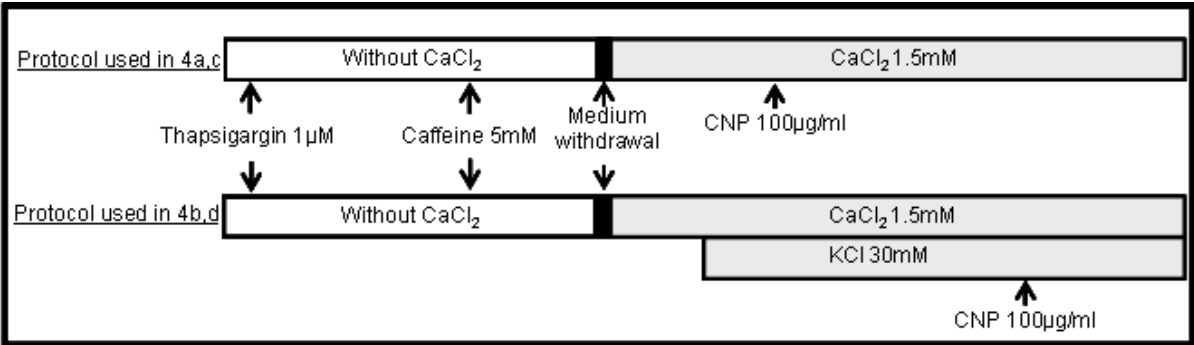 Protocol used in 4a,c
Without CaCl₂
CaCl₂ 1.5mM
Thapsigargin 1µM
Caffeine 5mM
Medium
withdrawal
CNP 100µg/ml
Protocol used in 4b,d
Without CaCl₂
CaCl₂ 1.5mM
KCl 30mM
CNP 100µg/ml